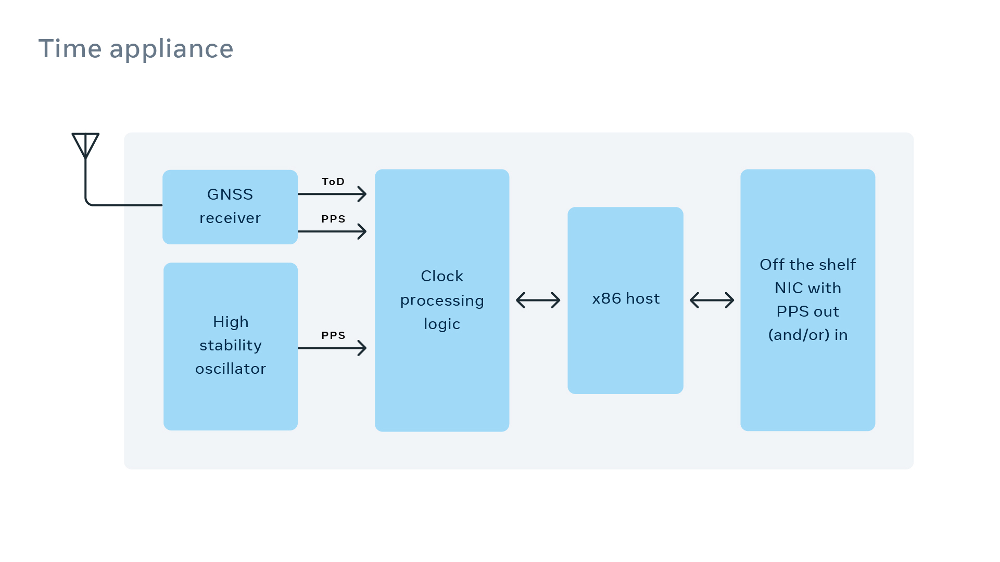 Time appliance
GNSS
receiver
ToD
PPS
High
stability
oscillator
PPS
Clock
processing
logic
x86 host
Off the shelf
NIC with
PPS out
(and/or) in